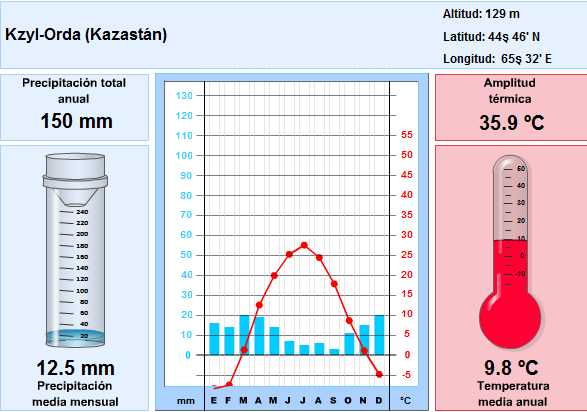 Kzyl-Orda (Kazastán)
Altitud: 129 m
Latitud: 44ş 46' N
Longitud: 65ş 32' E
Precipitación total
anual
150 mm
240
220
200
180
160
140
120
100
80
60
40
20
12.5 mm
Precipitación
media mensual
130
120
110
100
90
80
70
60
50
40
30
20
10
0
55
50
45
40
35
30
25
20
15
10
5
0
-5
mm E F M A M J J A S O N D °C
Amplitud
térmica
35.9 °C
50
40
30
20
10
0
-10
9.8 °C
Temperatura
media anual